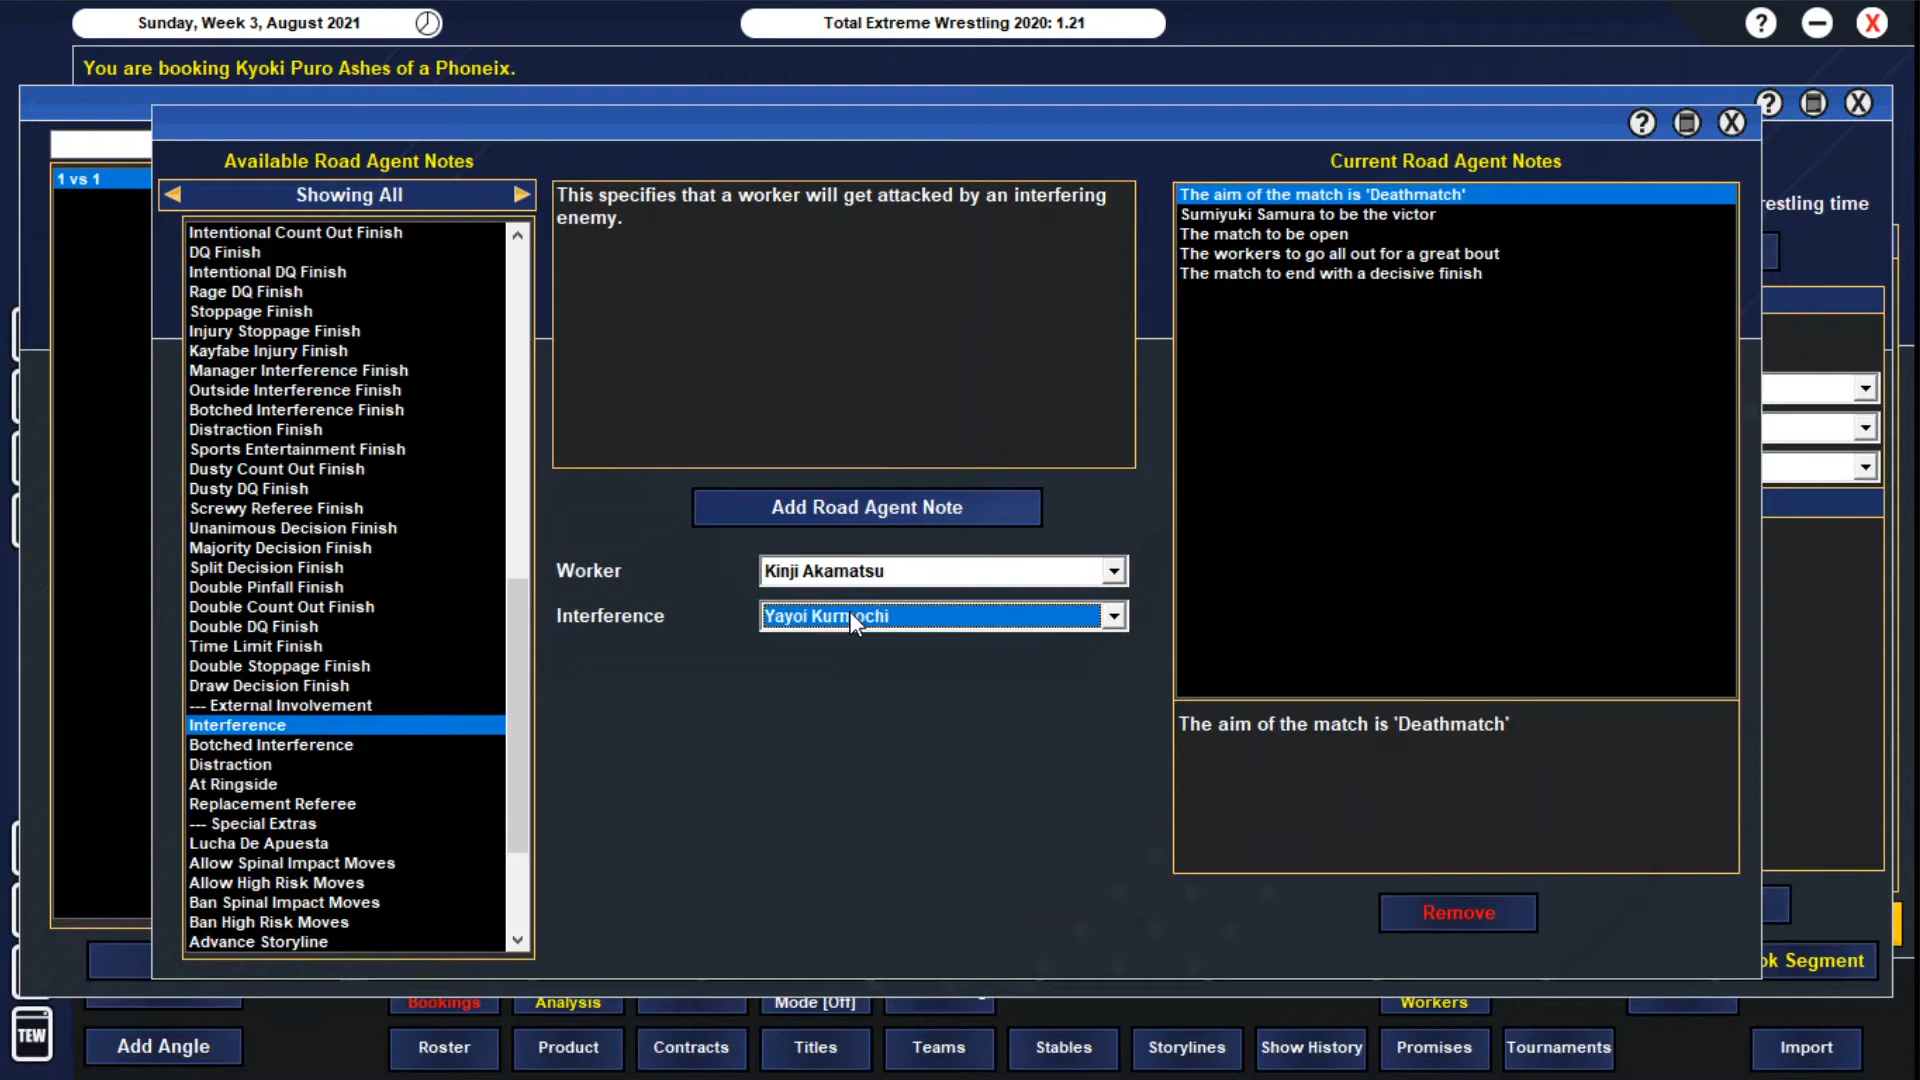 Sunday, Week 3, August 2021
Total Extreme Wrestling 2020: 1.21
? – X
You are booking Kyoki Puro Ashes of a Phoneix.
? X
? X
Available Road Agent Notes
Current Road Agent Notes
Showing All
1 vs 1
This specifies that a worker will get attacked by an interfering
enemy.
Intentional Count Out Finish
DQ Finish
Intentional DQ Finish
Rage DQ Finish
Stoppage Finish
Injury Stoppage Finish
Kayfabe Injury Finish
Manager Interference Finish
Outside Interference Finish
Botched Interference Finish
Distraction Finish
Sports Entertainment Finish
Dusty Count Out Finish
Dusty DQ Finish
Screwy Referee Finish
Unanimous Decision Finish
Majority Decision Finish
Split Decision Finish
Double Pinfall Finish
Double Count Out Finish
Double DQ Finish
Time Limit Finish
Double Stoppage Finish
Draw Decision Finish
--- External Involvement
Interference
Botched Interference
Distraction
At Ringside
Replacement Referee
--- Special Extras
Lucha De Apuesta
Allow Spinal Impact Moves
Allow High Risk Moves
Ban Spinal Impact Moves
Ban High Risk Moves
Advance Storyline
Add Road Agent Note
Worker
Kinji Akamatsu
Interference
Yayoi
The aim of the match is 'Deathmatch'
Sumiyuki Samura to be the victor
The match to be open
The workers to go all out for a great bout
The match to end with a decisive finish
The aim of the match is 'Deathmatch'
Remove
restling time
ok Segment
Bookings
Analysis
Mode [Off]
Workers
TEW
Add Angle
Roster
Product
Contracts
Titles
Teams
Stables
Storylines
Show History
Promises
Tournaments
Import